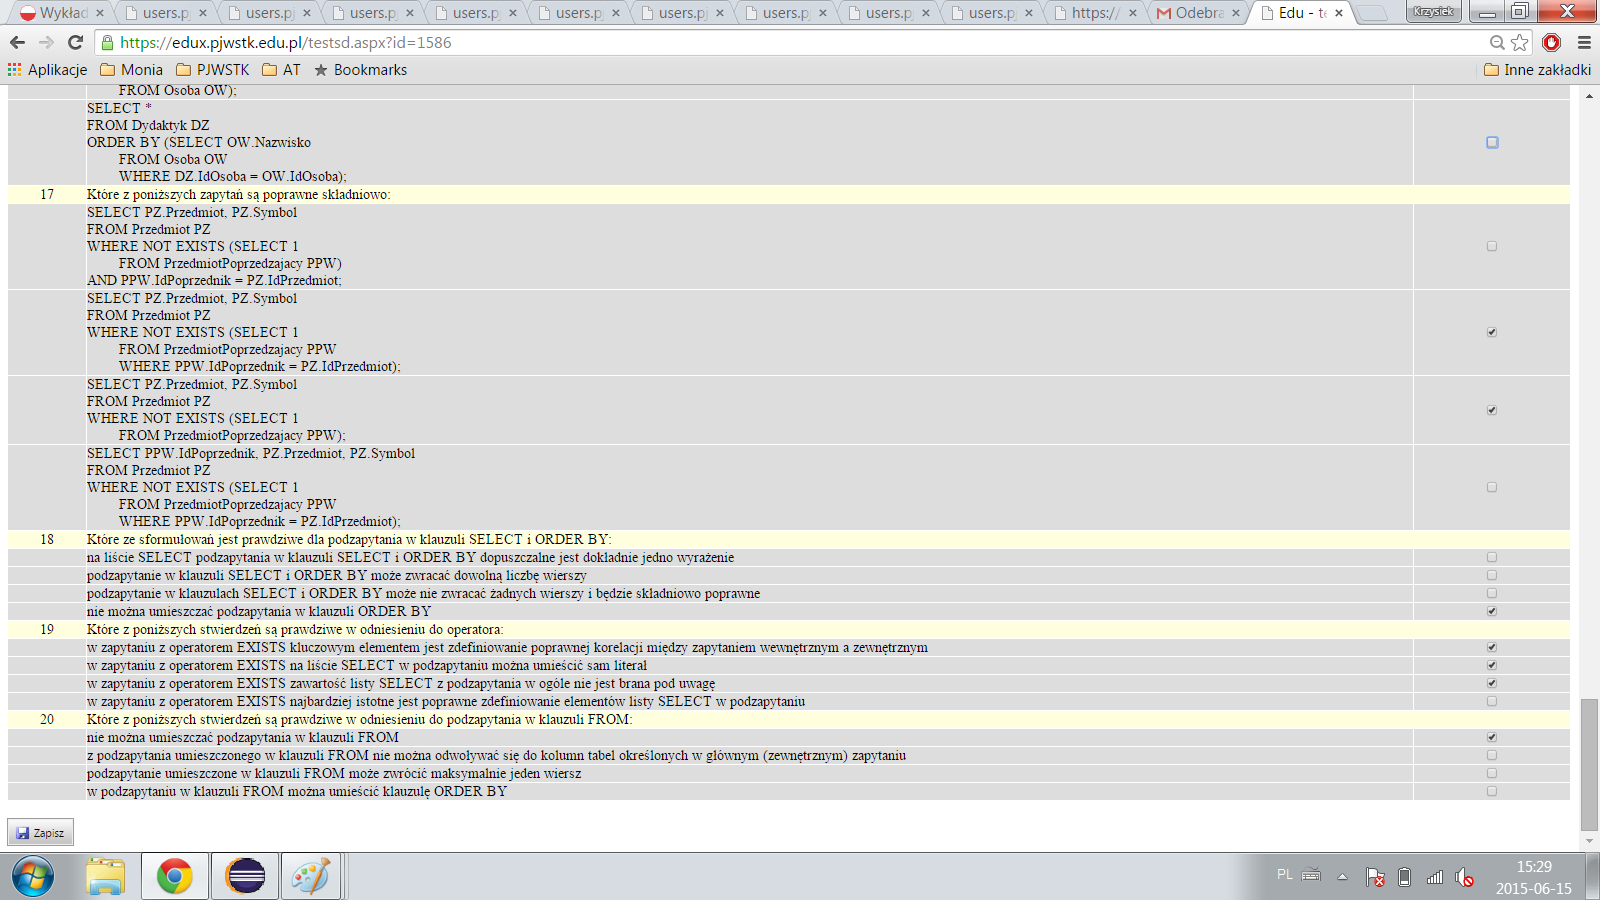 Wykład
users.pj
users.pj
users.pj
users.pj
users.pj
users.pj
users.pj
users.pj
users.pj
https://
Odebra
Edu - te
Krzysiek
https://edux.pjwstk.edu.pl/testsd.aspx?id=1586
Aplikacje Monia PJWSTK AT Bookmarks Inne zakładki
FROM Osoba OW);
SELECT *
FROM Dydaktyk DZ
ORDER BY (SELECT OW.Nazwisko
FROM Osoba OW
WHERE DZ.IdOsoba = OW.IdOsoba);
17 Które z poniższych zapytań są poprawne składniowo:
SELECT PZ.Przedmiot, PZ.Symbol
FROM Przedmiot PZ
WHERE NOT EXISTS (SELECT 1
FROM PrzedmiotPoprzedzajacy PPW)
AND PPW.IdPoprzednik = PZ.IdPrzedmiot;
SELECT PZ.Przedmiot, PZ.Symbol
FROM Przedmiot PZ
WHERE NOT EXISTS (SELECT 1
FROM PrzedmiotPoprzedzajacy PPW
WHERE PPW.IdPoprzednik = PZ.IdPrzedmiot);
SELECT PZ.Przedmiot, PZ.Symbol
FROM Przedmiot PZ
WHERE NOT EXISTS (SELECT 1
FROM PrzedmiotPoprzedzajacy PPW);
SELECT PPW.IdPoprzednik, PZ.Przedmiot, PZ.Symbol
FROM Przedmiot PZ
WHERE NOT EXISTS (SELECT 1
FROM PrzedmiotPoprzedzajacy PPW
WHERE PPW.IdPoprzednik = PZ.IdPrzedmiot);
18 Które ze sformułowań jest prawdziwe dla podzapytania w klauzuli SELECT i ORDER BY:
na liście SELECT podzapytania w klauzuli SELECT i ORDER BY dopuszczalne jest dokładnie jedno wyrażenie
podzapytanie w klauzuli SELECT i ORDER BY może zwracać dowolną liczbę wierszy
podzapytanie w klauzulach SELECT i ORDER BY może nie zwracać żadnych wierszy i będzie składniowo poprawne
nie można umieszczać podzapytania w klauzuli ORDER BY
19 Które z poniższych stwierdzeń są prawdziwe w odniesieniu do operatora:
w zapytaniu z operatorem EXISTS kluczowym elementem jest zdefiniowanie poprawnej korelacji między zapytaniem wewnętrznym a zewnętrznym
w zapytaniu z operatorem EXISTS na liście SELECT w podzapytaniu można umieścić sam literał
w zapytaniu z operatorem EXISTS zawartość listy SELECT z podzapytania w ogóle nie jest brana pod uwagę
w zapytaniu z operatorem EXISTS najbardziej istotne jest poprawne zdefiniowanie elementów listy SELECT w podzapytaniu
20 Które z poniższych stwierdzeń są prawdziwe w odniesieniu do podzapytania w klauzuli FROM:
nie można umieszczać podzapytania w klauzuli FROM
z podzapytania umieszczonego w klauzuli FROM nie można odwoływać się do kolumn tabel określonych w głównym (zewnętrznym) zapytaniu
podzapytanie umieszczone w klauzuli FROM może zwrócić maksymalnie jeden wiersz
w podzapytaniu w klauzuli FROM można umieścić klauzulę ORDER BY
Zapisz
PL
15:29
2015-06-15